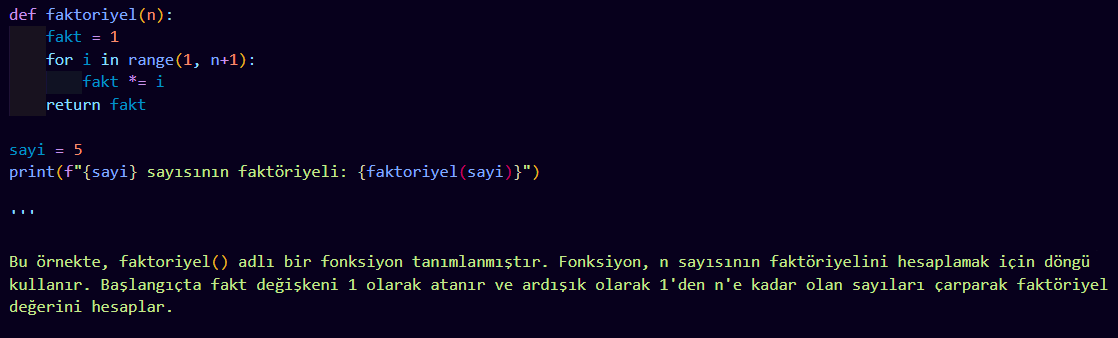 def faktoriyel(n):
    fakt = 1
    for i in range(1, n+1):
        fakt *= i
    return fakt

sayi = 5
print(f"{sayi} sayısının faktöriyeli: {faktoriyel(sayi)}")

'''

Bu örnekte, faktoriyel() adlı bir fonksiyon tanımlanmıştır. Fonksiyon, n sayısının faktöriyelini hesaplamak için döngü
kullanır. Başlangıçta fakt değişkeni 1 olarak atanır ve ardışık olarak 1'den n'e kadar olan sayıları çarparak faktöriyel
değerini hesaplar.